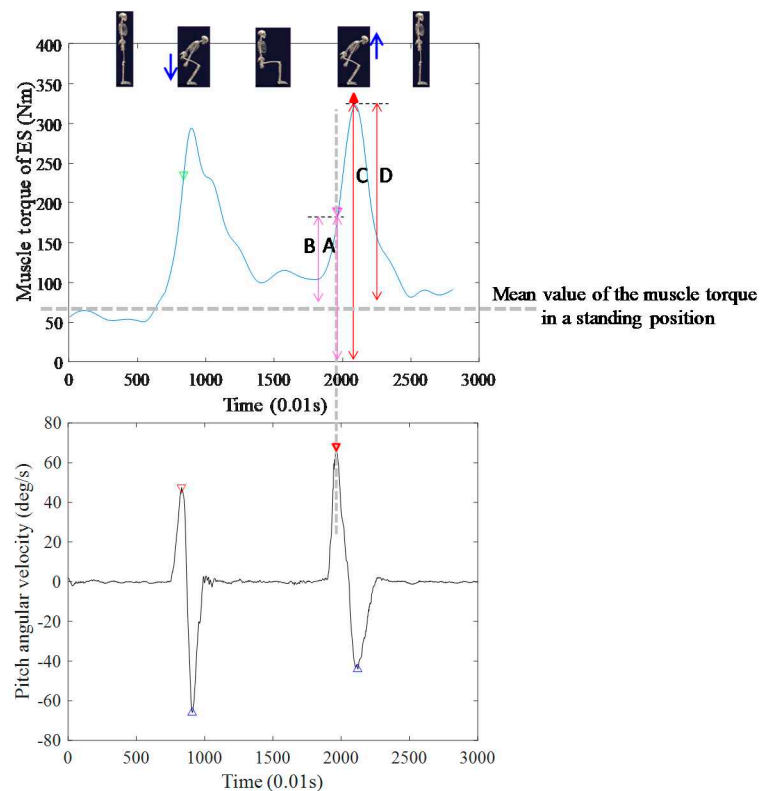 400
350
300
250
200
150
100
50
0
Muscle torque of ES (Nm)
B A C D
0 500 1000 1500 2000 2500 3000
Time (0.01s)
Mean value of the muscle torque
in a standing position
80
60
40
20
0
-20
-40
-60
-80
Pitch angular velocity (deg/s)
0 500 1000 1500 2000 2500 3000
Time (0.01s)